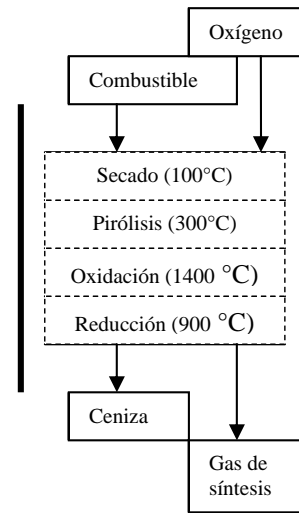 Oxígeno
Combustible
Secado (100°C)
Pirólisis (300°C)
Oxidación (1400 °C)
Reducción (900 °C)
Ceniza
Gas de
síntesis